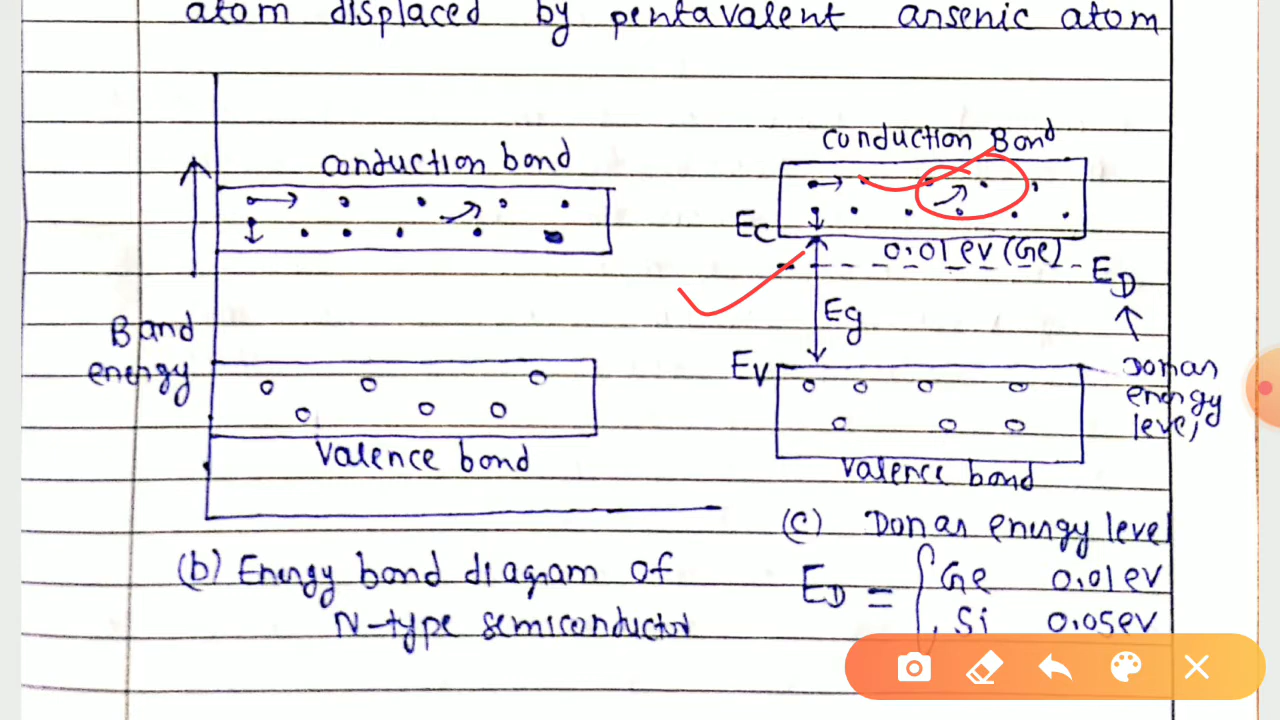 atom displaced by pentavalent arsenic atom
conduction bond
conduction Bond
Ec
0.01 ev (Ge)
ED
Eg
Band
energy
Ev
Donar
energy
level
valence bond
valence bond
(c) Donar energy level
(b) Energy bond diagram of
N-type semiconductor
ED = { Ge 0.01 ev
Si 0.05 ev